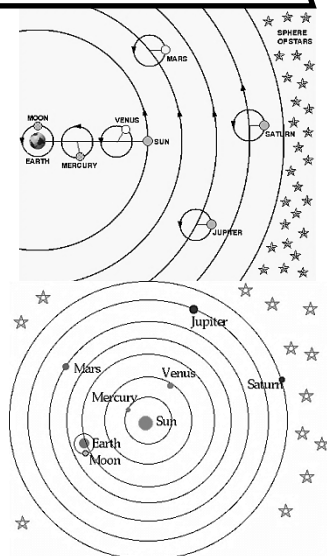 SPHERE
OF STARS
MARS
MOON
VENUS
SUN
SATURN
EARTH
MERCURY
JUPITER
Jupiter
Mars
Venus
Saturn
Mercury
Sun
Earth
Moon